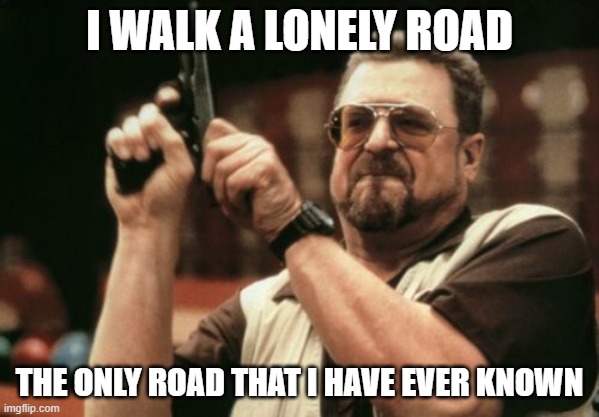 I WALK A LONELY ROAD
THE ONLY ROAD THAT I HAVE EVER KNOWN
imgflip.com